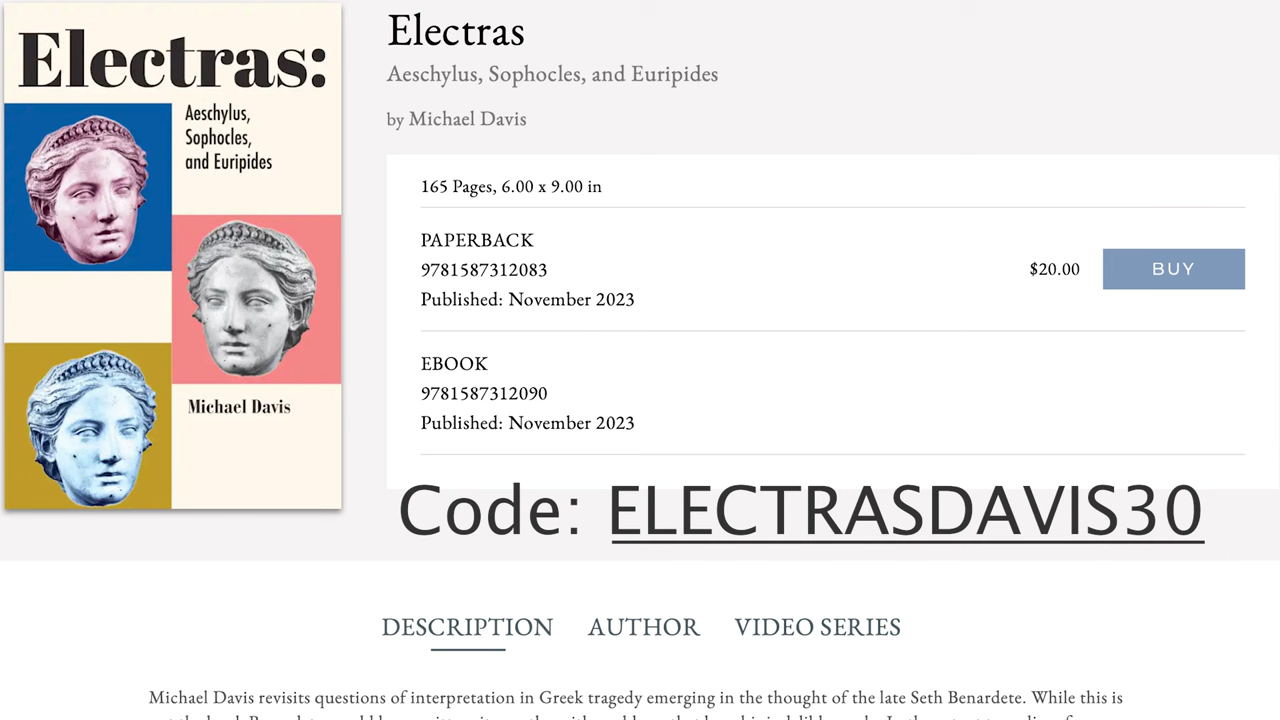 Electras:
Aeschylus,
Sophocles,
and Euripides
Michael Davis
Electras
Aeschylus, Sophocles, and Euripides
by Michael Davis
165 Pages, 6.00 x 9.00 in
PAPERBACK
9781587312083
Published: November 2023
$20.00
BUY
EBOOK
9781587312090
Published: November 2023
Code: ELECTRASDAVIS30
DESCRIPTION
AUTHOR
VIDEO SERIES
Michael Davis revisits questions of interpretation in Greek tragedy emerging in the thought of the late Seth Benardete. While this is